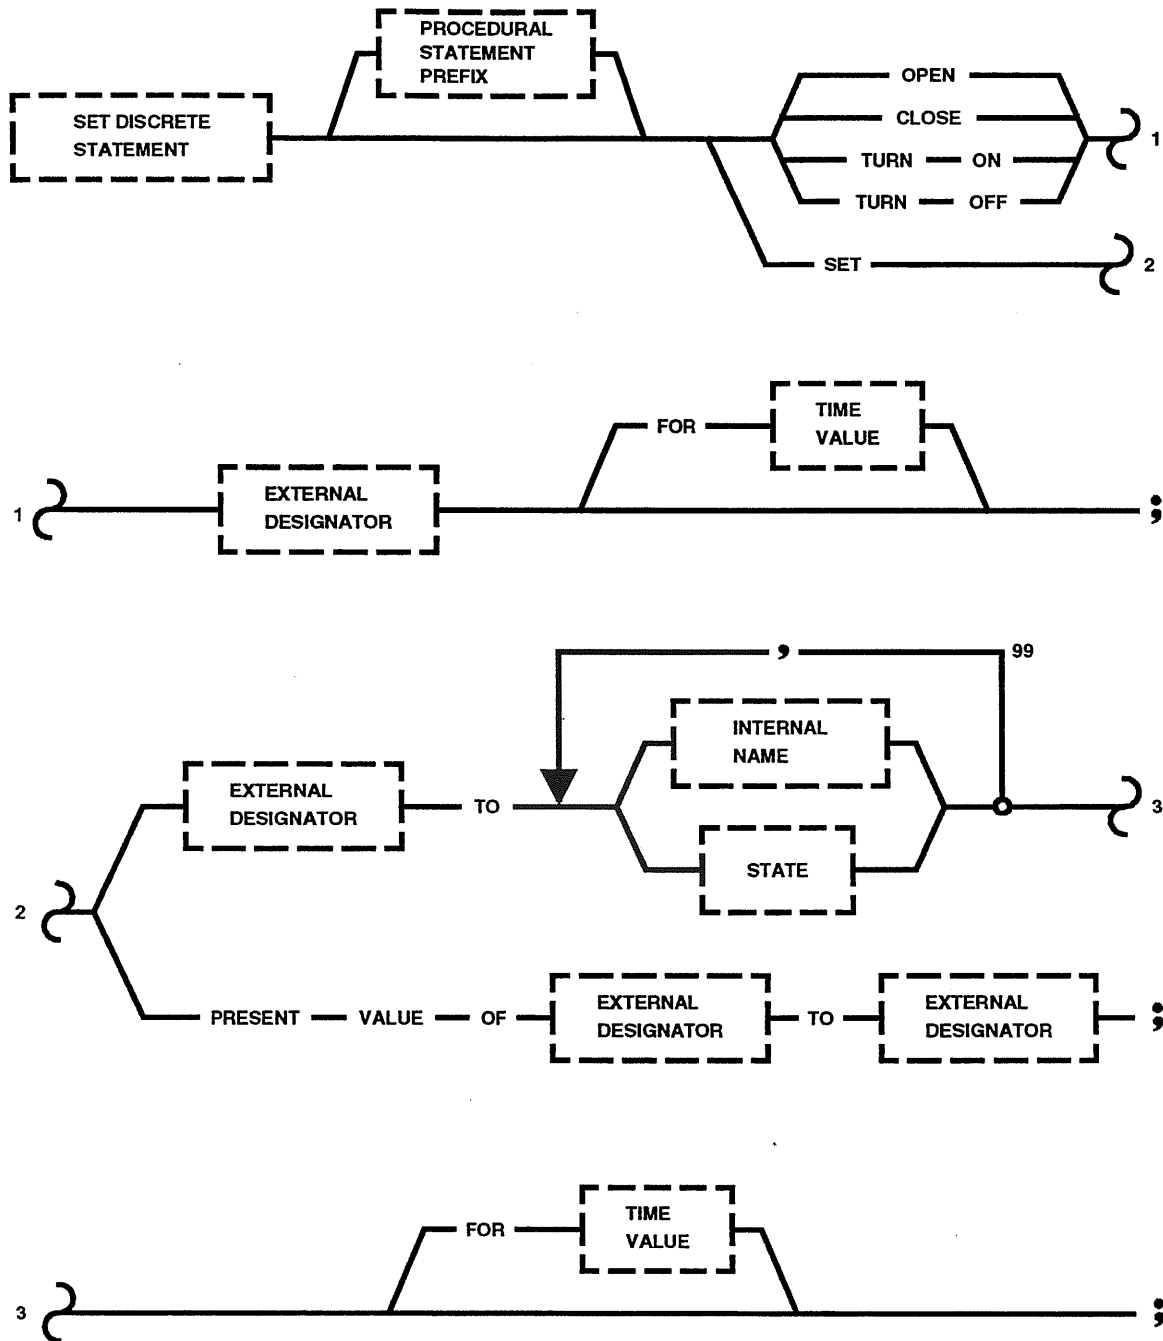 PROCEDURAL
STATEMENT
PREFIX
SET DISCRETE
STATEMENT
OPEN
CLOSE
TURN ON
TURN OFF
1
SET
2
FOR
TIME
VALUE
1
EXTERNAL
DESIGNATOR
;
,
99
INTERNAL
NAME
EXTERNAL
DESIGNATOR
TO
STATE
3
2
PRESENT VALUE OF
EXTERNAL
DESIGNATOR
TO
EXTERNAL
DESIGNATOR
;
FOR
TIME
VALUE
3
;